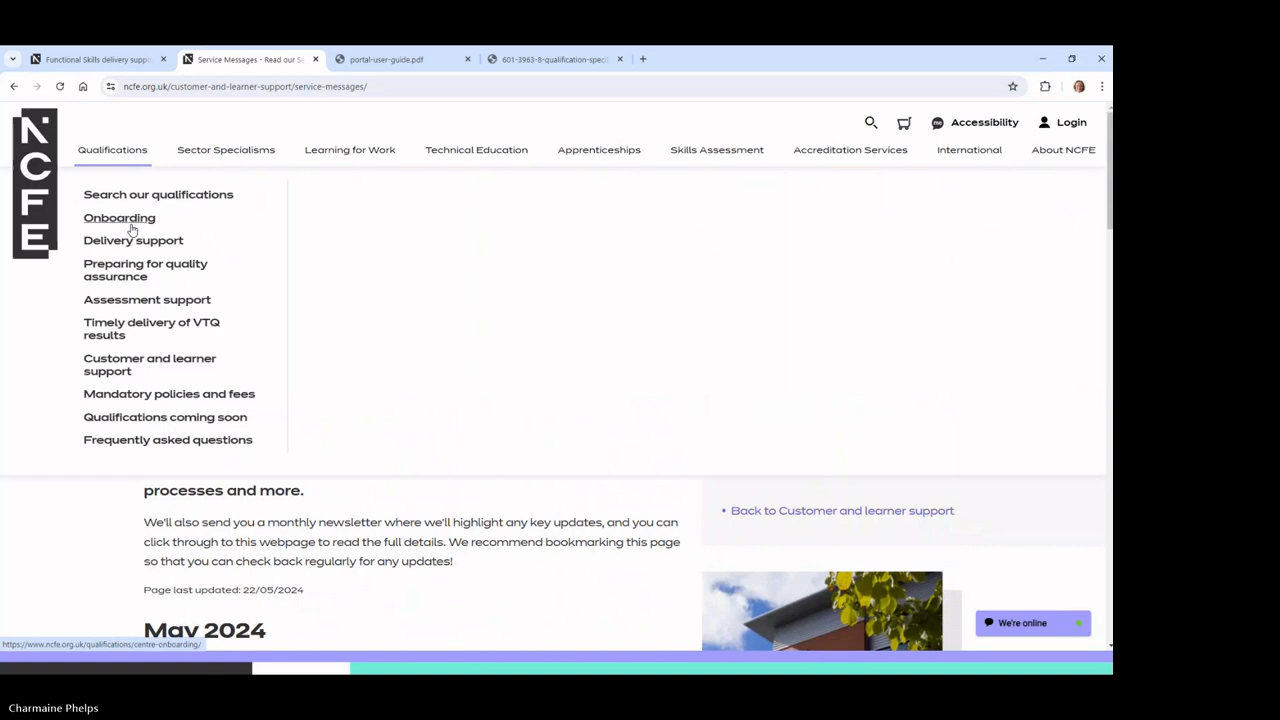 Functional Skills delivery suppo
Service Messages - Read our Se
portal-user-guide.pdf
601-3963-8-qualification-specif
ncfe.org.uk/customer-and-learner-support/service-messages/
NCFE
Accessibility
Login
Qualifications
Sector Specialisms
Learning for Work
Technical Education
Apprenticeships
Skills Assessment
Accreditation Services
International
About NCFE
Search our qualifications
Onboarding
Delivery support
Preparing for quality
assurance
Assessment support
Timely delivery of VTQ
results
Customer and learner
support
Mandatory policies and fees
Qualifications coming soon
Frequently asked questions
processes and more.
We'll also send you a monthly newsletter where we'll highlight any key updates, and you can
click through to this webpage to read the full details. We recommend bookmarking this page
so that you can check back regularly for any updates!
Page last updated: 22/05/2024
May 2024
• Back to Customer and learner support
We're online
https://www.ncfe.org.uk/qualifications/centre-onboarding/
Charmaine Phelps